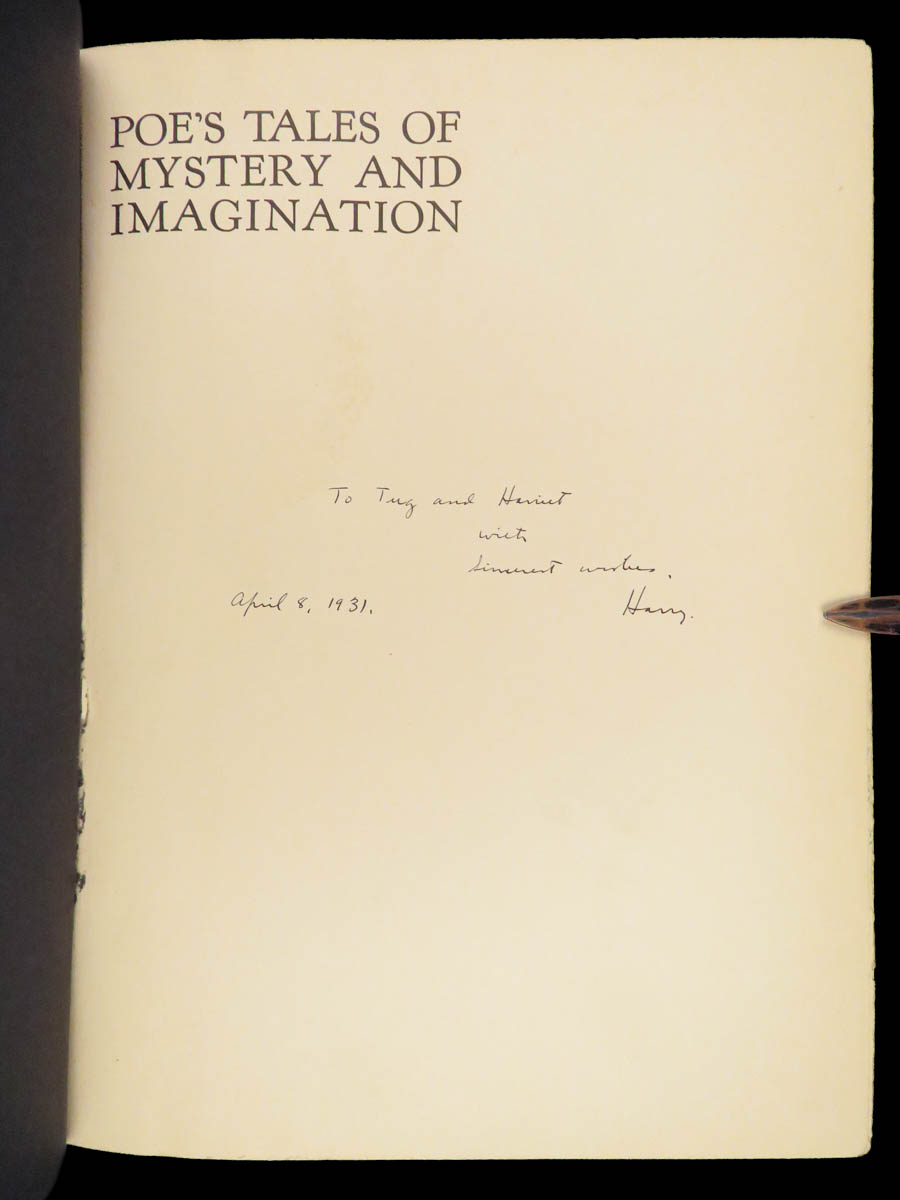 POE'S TALES OF
MYSTERY AND
IMAGINATION
To Tug and Harriet
with
sincerest wishes,
April 8, 1931. Harry.